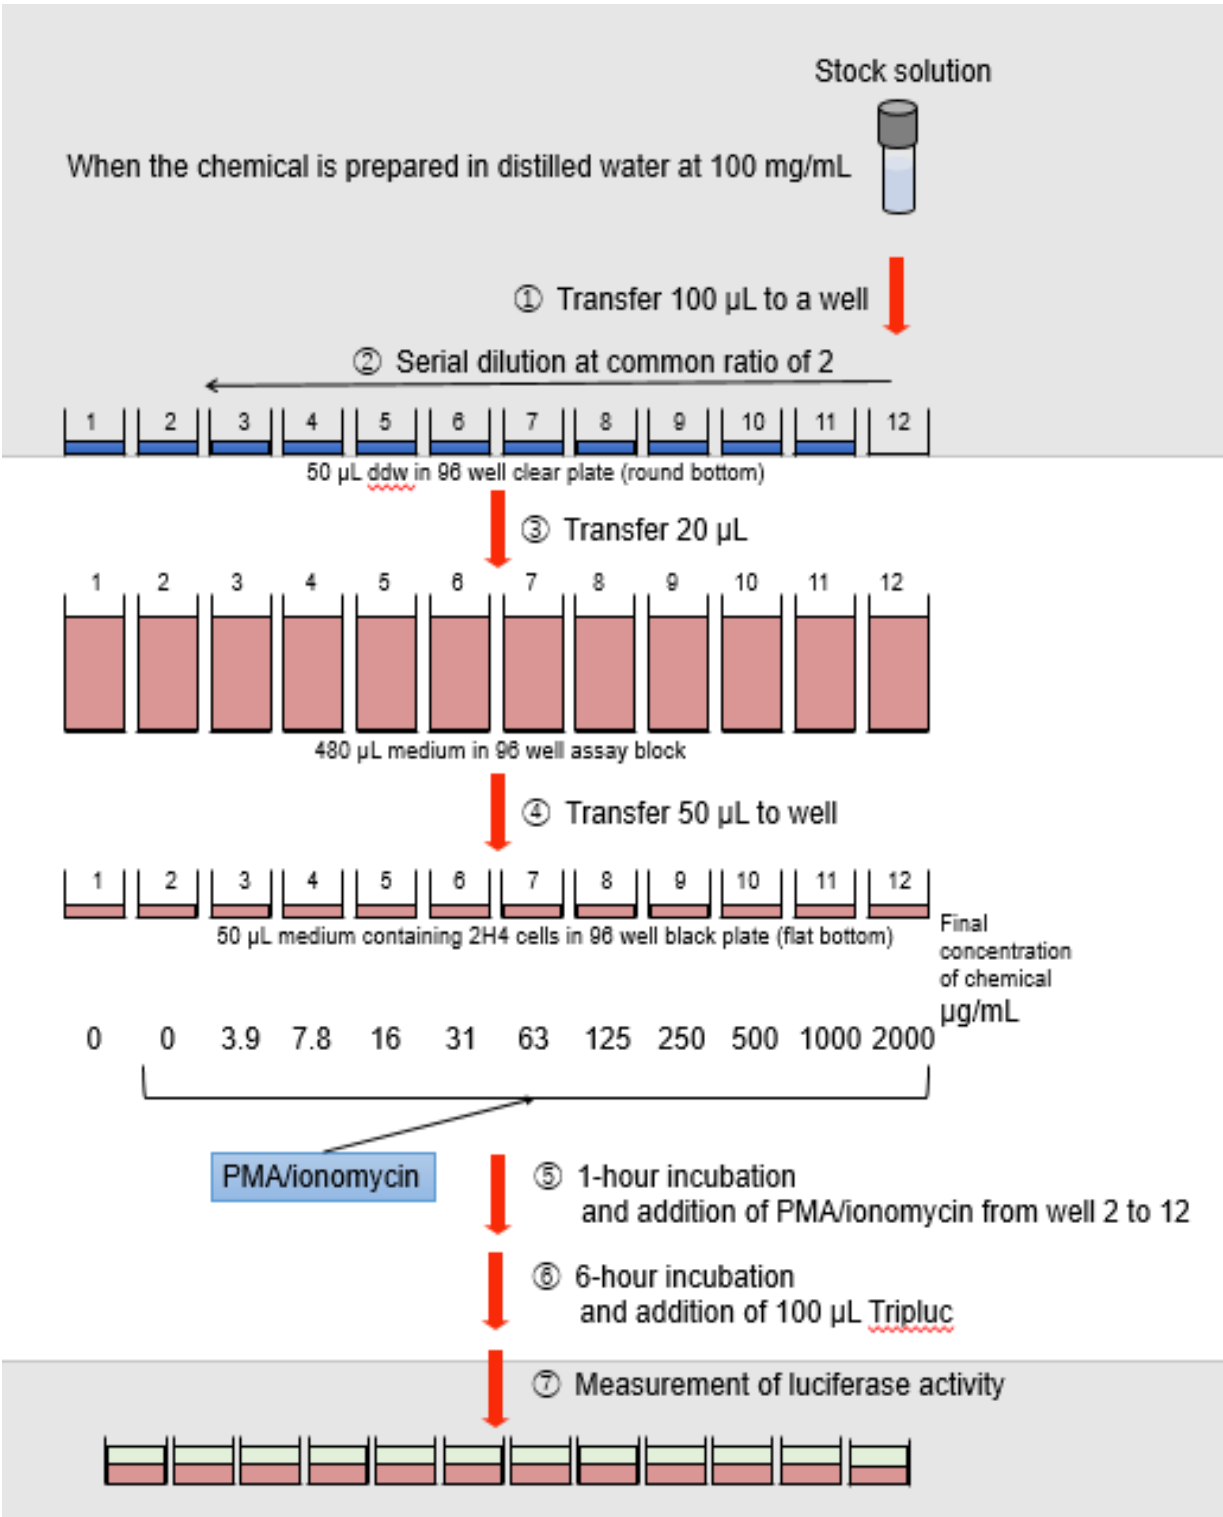 Stock solution
When the chemical is prepared in distilled water at 100 mg/mL
① Transfer 100 µL to a well
② Serial dilution at common ratio of 2
1 2 3 4 5 6 7 8 9 10 11 12
50 µL ddw in 96 well clear plate (round bottom)
③ Transfer 20 µL
1 2 3 4 5 6 7 8 9 10 11 12
480 µL medium in 96 well assay block
④ Transfer 50 µL to well
1 2 3 4 5 6 7 8 9 10 11 12
50 µL medium containing 2H4 cells in 96 well black plate (flat bottom)
Final
concentration
of chemical
µg/mL
0 0 3.9 7.8 16 31 63 125 250 500 1000 2000
PMA/ionomycin
⑤ 1-hour incubation
and addition of PMA/ionomycin from well 2 to 12
⑥ 6-hour incubation
and addition of 100 µL Tripluc
⑦ Measurement of luciferase activity